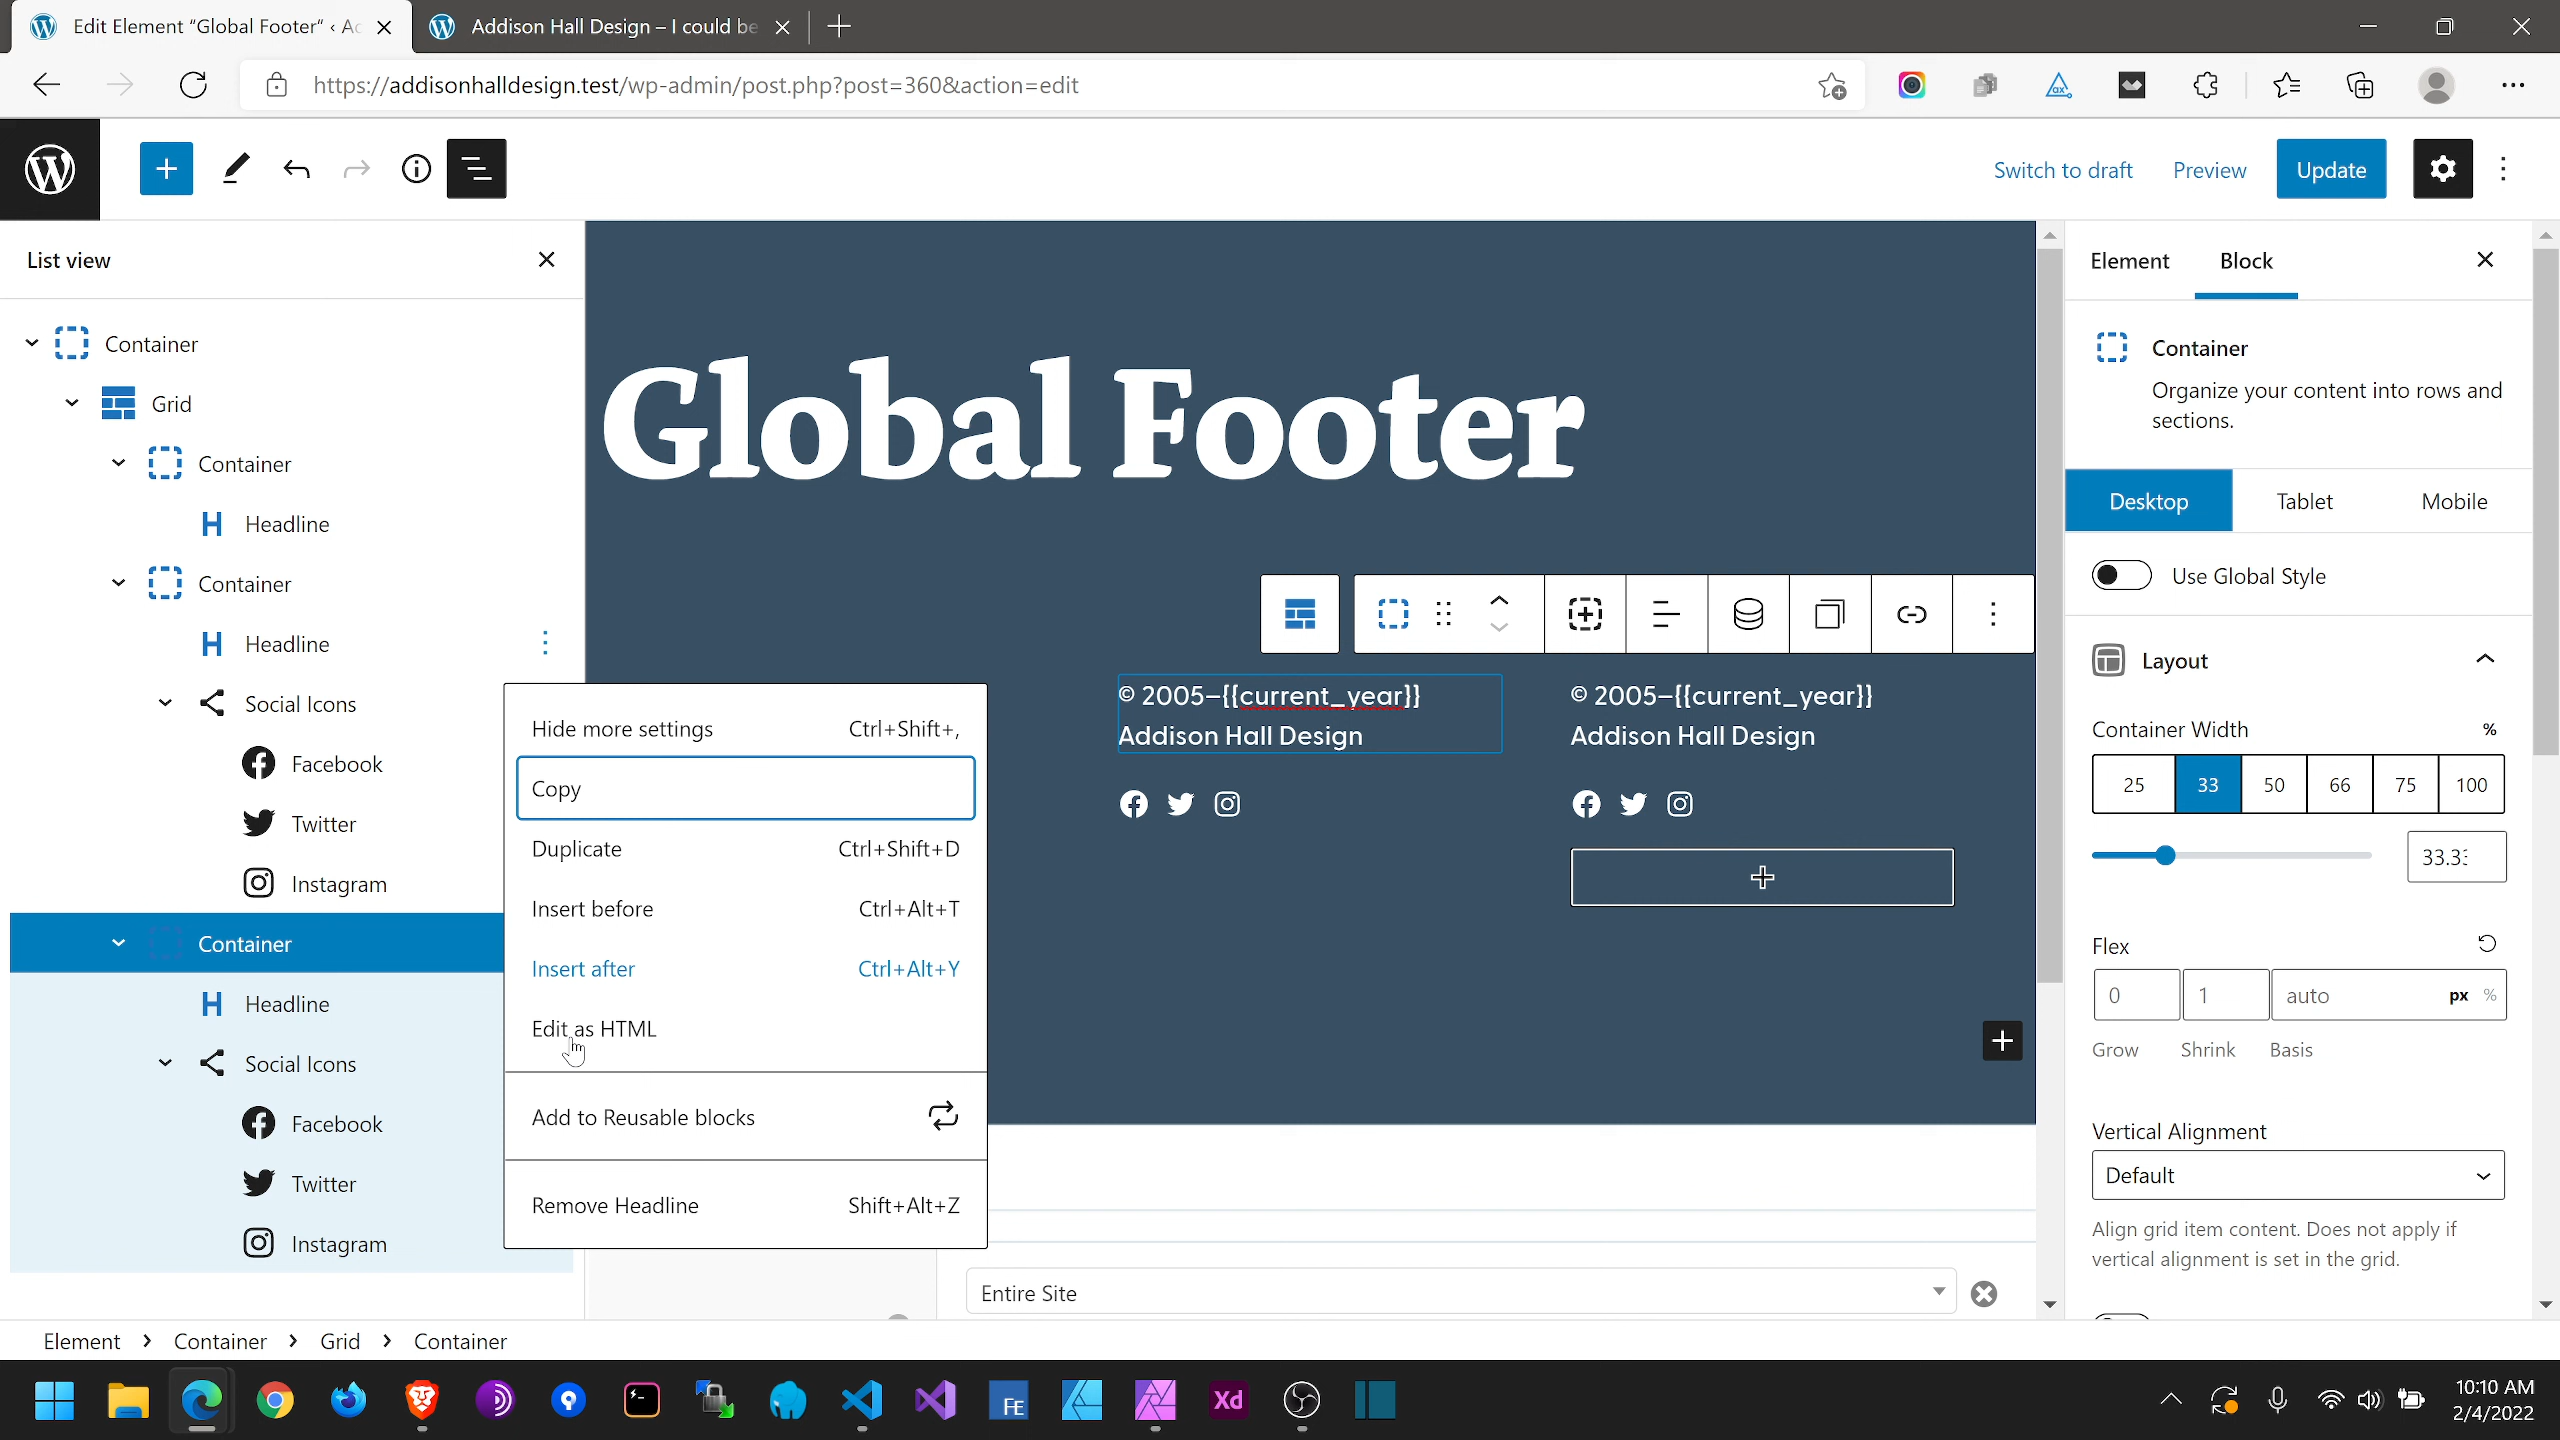 Edit Element “Global Footer” ‹ Ac
Addison Hall Design – I could be
https://addisonhalldesign.test/wp-admin/post.php?post=360&action=edit
Switch to draft
Preview
Update
List view
Container
Grid
Container
Headline
Container
Headline
Social Icons
Facebook
Twitter
Instagram
Container
Headline
Social Icons
Facebook
Twitter
Instagram
Hide more settings Ctrl+Shift+,
Copy
Duplicate Ctrl+Shift+D
Insert before Ctrl+Alt+T
Insert after Ctrl+Alt+Y
Edit as HTML
Add to Reusable blocks
Remove Headline Shift+Alt+Z
Global Footer
© 2005–{{current_year}}
Addison Hall Design
© 2005–{{current_year}}
Addison Hall Design
Entire Site
Element Block
Container
Organize your content into rows and
sections.
Desktop Tablet Mobile
Use Global Style
Layout
Container Width %
25 33 50 66 75 100
33.33
Flex
0 1 auto px %
Grow Shrink Basis
Vertical Alignment
Default
Align grid item content. Does not apply if
vertical alignment is set in the grid.
Element › Container › Grid › Container
FE
Xd
10:10 AM
2/4/2022